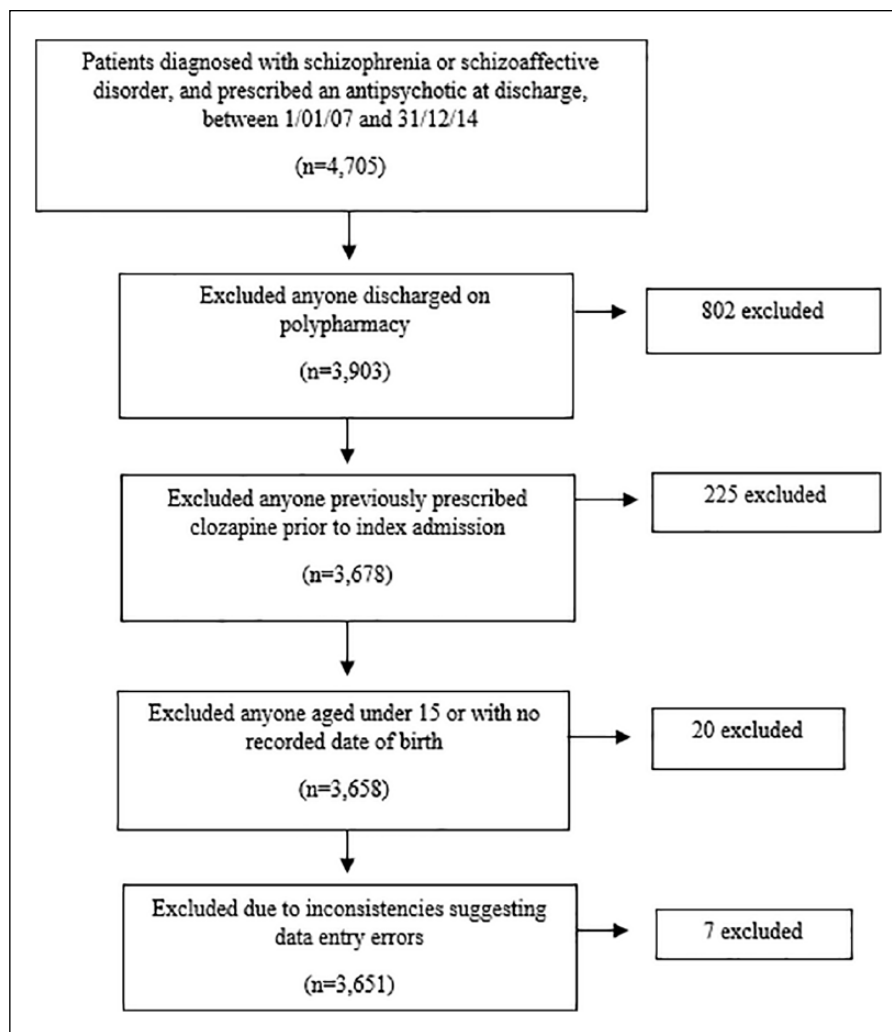 Patients diagnosed with schizophrenia or schizoaffective
disorder, and prescribed an antipsychotic at discharge,
between 1/01/07 and 31/12/14
(n=4,705)
Excluded anyone discharged on
polypharmacy
(n=3,903)
802 excluded
Excluded anyone previously prescribed
clozapine prior to index admission
(n=3,678)
225 excluded
Excluded anyone aged under 15 or with no
recorded date of birth
(n=3,658)
20 excluded
Excluded due to inconsistencies suggesting
data entry errors
(n=3,651)
7 excluded